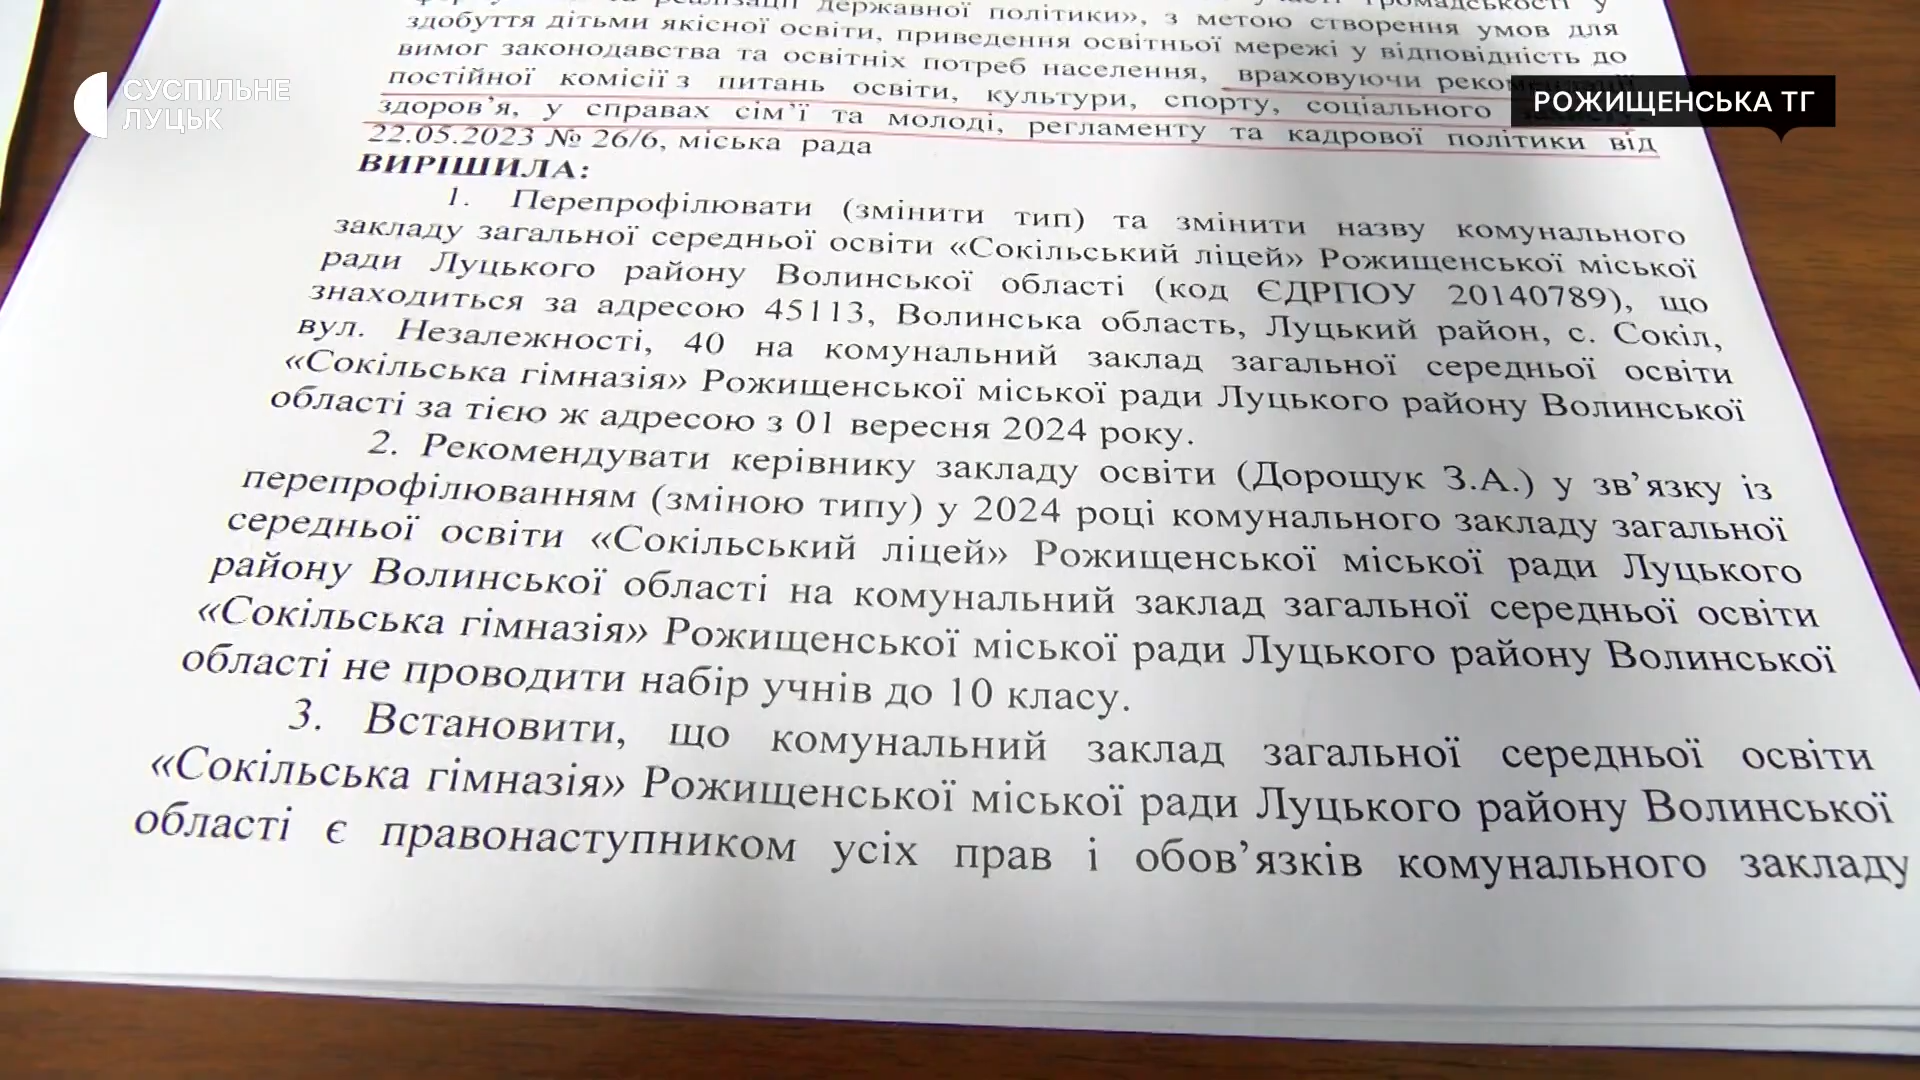 державної політики», з метою створення умов для
здобуття дітьми якісної освіти, приведення освітньої мережі у відповідність до
вимог законодавства та освітніх потреб населення, враховуючи
постійної комісії з питань освіти, культури, спорту, соціального
здоров’я, у справах сім’ї та молоді, регламенту та кадрової політики від
22.05.2023 № 26/6, міська рада
ВИРІШИЛА:
1. Перепрофілювати (змінити тип) та змінити назву комунального
закладу загальної середньої освіти «Сокільський ліцей» Рожищенської міської
ради Луцького району Волинської області (код ЄДРПОУ 20140789), що
знаходиться за адресою 45113, Волинська область, Луцький район, с. Сокіл,
вул. Незалежності, 40 на комунальний заклад загальної середньої освіти
«Сокільська гімназія» Рожищенської міської ради Луцького району Волинської
області за тією ж адресою з 01 вересня 2024 року.
2. Рекомендувати керівнику закладу освіти (Дорощук З.А.) у зв’язку із
перепрофілюванням (зміною типу) у 2024 році комунального закладу загальної
середньої освіти «Сокільський ліцей» Рожищенської міської ради Луцького
району Волинської області на комунальний заклад загальної середньої освіти
«Сокільська гімназія» Рожищенської міської ради Луцького району Волинської
області не проводити набір учнів до 10 класу.
3. Встановити, що комунальний заклад загальної середньої освіти
«Сокільська гімназія» Рожищенської міської ради Луцького району Волинської
області є правонаступником усіх прав і обов’язків комунального закладу
СУСПІЛЬНЕ
ЛУЦЬК
РОЖИЩЕНСЬКА ТГ